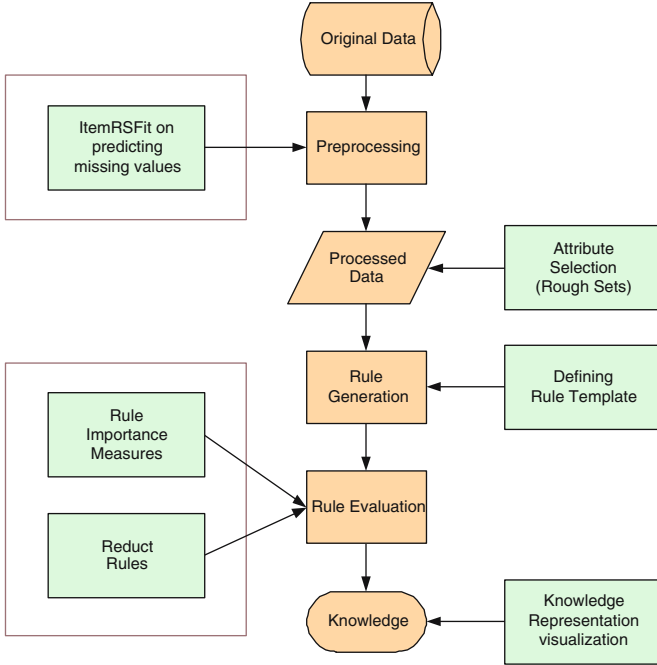 Original Data
ItemRSFit on
predicting
missing values
Preprocessing
Processed
Data
Attribute
Selection
(Rough Sets)
Rule
Generation
Defining
Rule Template
Rule
Importance
Measures
Rule Evaluation
Reduct
Rules
Knowledge
Knowledge
Representation
visualization